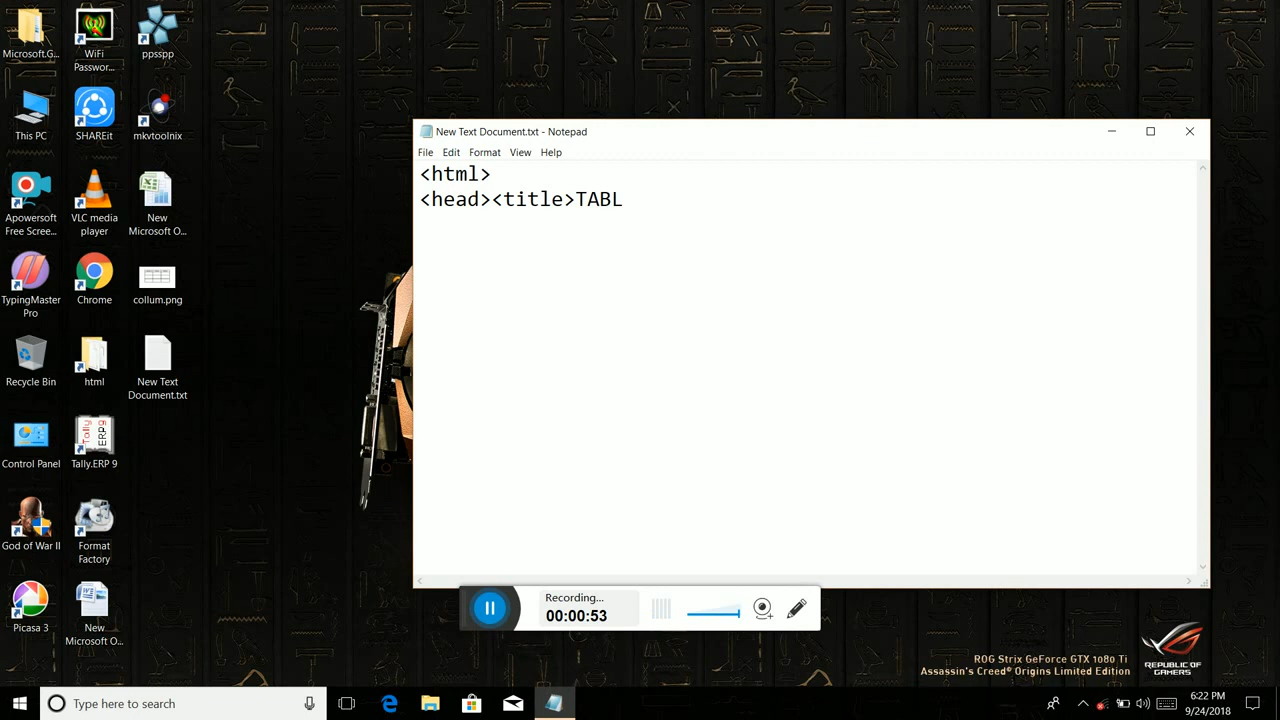 Microsoft.G...
WiFi
Passwor...
ppsspp
This PC
SHAREit
mkvtoolnix
Apowersoft
Free Scree...
VLC media
player
New
Microsoft O...
TypingMaster
Pro
Chrome
collum.png
Recycle Bin
html
New Text
Document.txt
Control Panel
Tally.ERP 9
God of War II
Format
Factory
Picasa 3
New
Microsoft O...
New Text Document.txt - Notepad
File Edit Format View Help
<html>
<head><title>TABL
Recording...
00:00:53
ROG Strix GeForce GTX 1080 Ti
Assassin's Creed® Origins Limited Edition
REPUBLIC OF
GAMERS
Type here to search
6:22 PM
9/24/2018